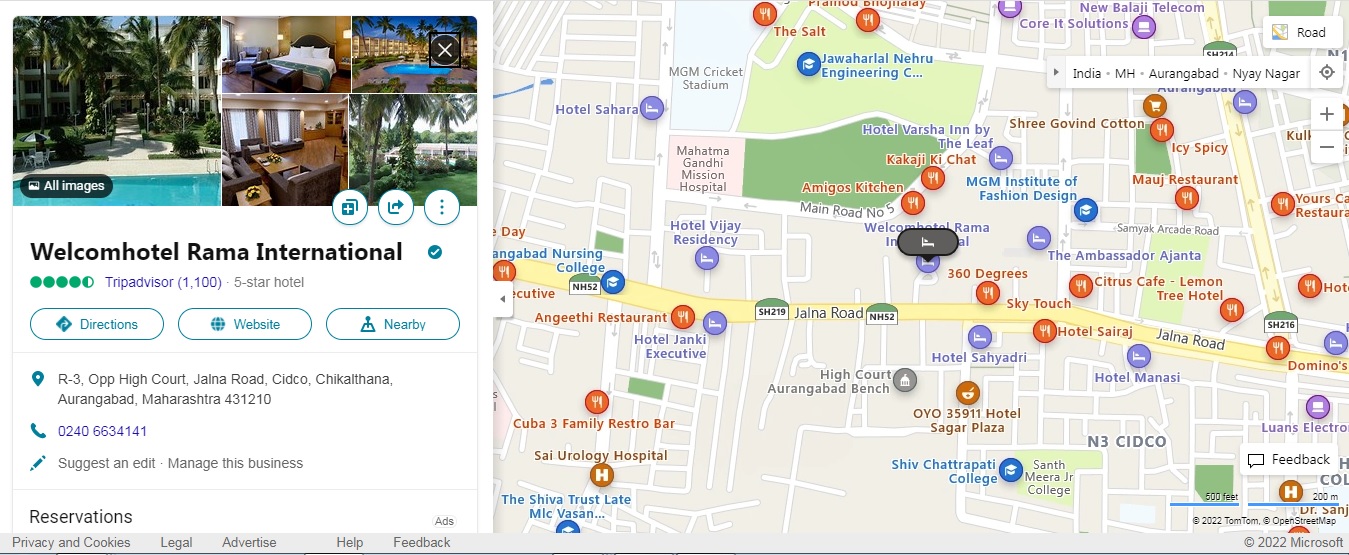 All images
Welcomhotel Rama International
Tripadvisor (1,100) · 5-star hotel
Directions
Website
Nearby
R-3, Opp High Court, Jalna Road, Cidco, Chikalthana,
Aurangabad, Maharashtra 431210
0240 6634141
Suggest an edit · Manage this business
Reservations
Ads
Privacy and Cookies
Legal
Advertise
Help
Feedback
© 2022 Microsoft
Pramod Bhojnalay
The Salt
New Balaji Telecom
Core It Solutions
SH214
Road
Jawaharlal Nehru
Engineering C...
MGM Cricket
Stadium
India · MH · Aurangabad · Nyay Nagar
Aurangabad
Hotel Sahara
Shree Govind Cotton
Icy Spicy
Hotel Varsha Inn by
The Leaf
Kakaji Ki Chat
Mahatma
Gandhi
Mission
Hospital
Amigos Kitchen
MGM Institute of
Fashion Design
Mauj Restaurant
Main Road No 5
Hotel Vijay
Residency
Welcomhotel Rama
Samyak Arcade Road
The Ambassador Ajanta
e Day
angabad Nursing
College
NH52
ecutive
360 Degrees
Sky Touch
Citrus Cafe - Lemon
Tree Hotel
Angeethi Restaurant
SH219
Jalna Road
NH52
Hotel Sairaj
Jalna Road
SH216
Hotel Janki
Executive
Hotel Sahyadri
Hotel Manasi
Domino's
High Court
Aurangabad Bench
OYO 35911 Hotel
Sagar Plaza
Cuba 3 Family Restro Bar
Luans Electro
N3 CIDCO
Sai Urology Hospital
Shiv Chattrapati
College
Santh
Meera Jr
College
Feedback
The Shiva Trust Late
Mlc Vasan...
500 feet
200 m
Dr. Sanj
© 2022 TomTom, © OpenStreetMap